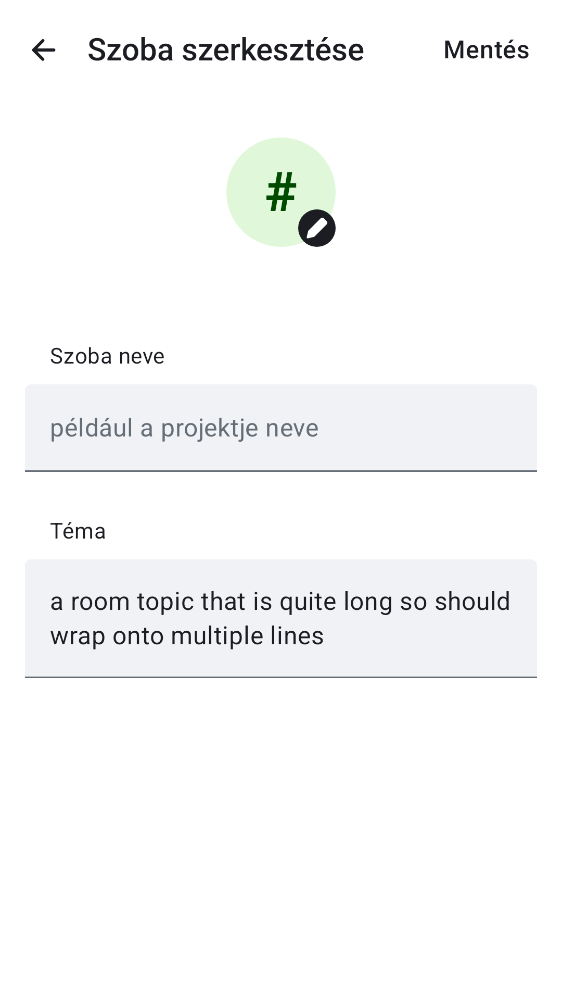 Szoba szerkesztése
Mentés
#
Szoba neve
például a projektje neve
Téma
a room topic that is quite long so should
wrap onto multiple lines